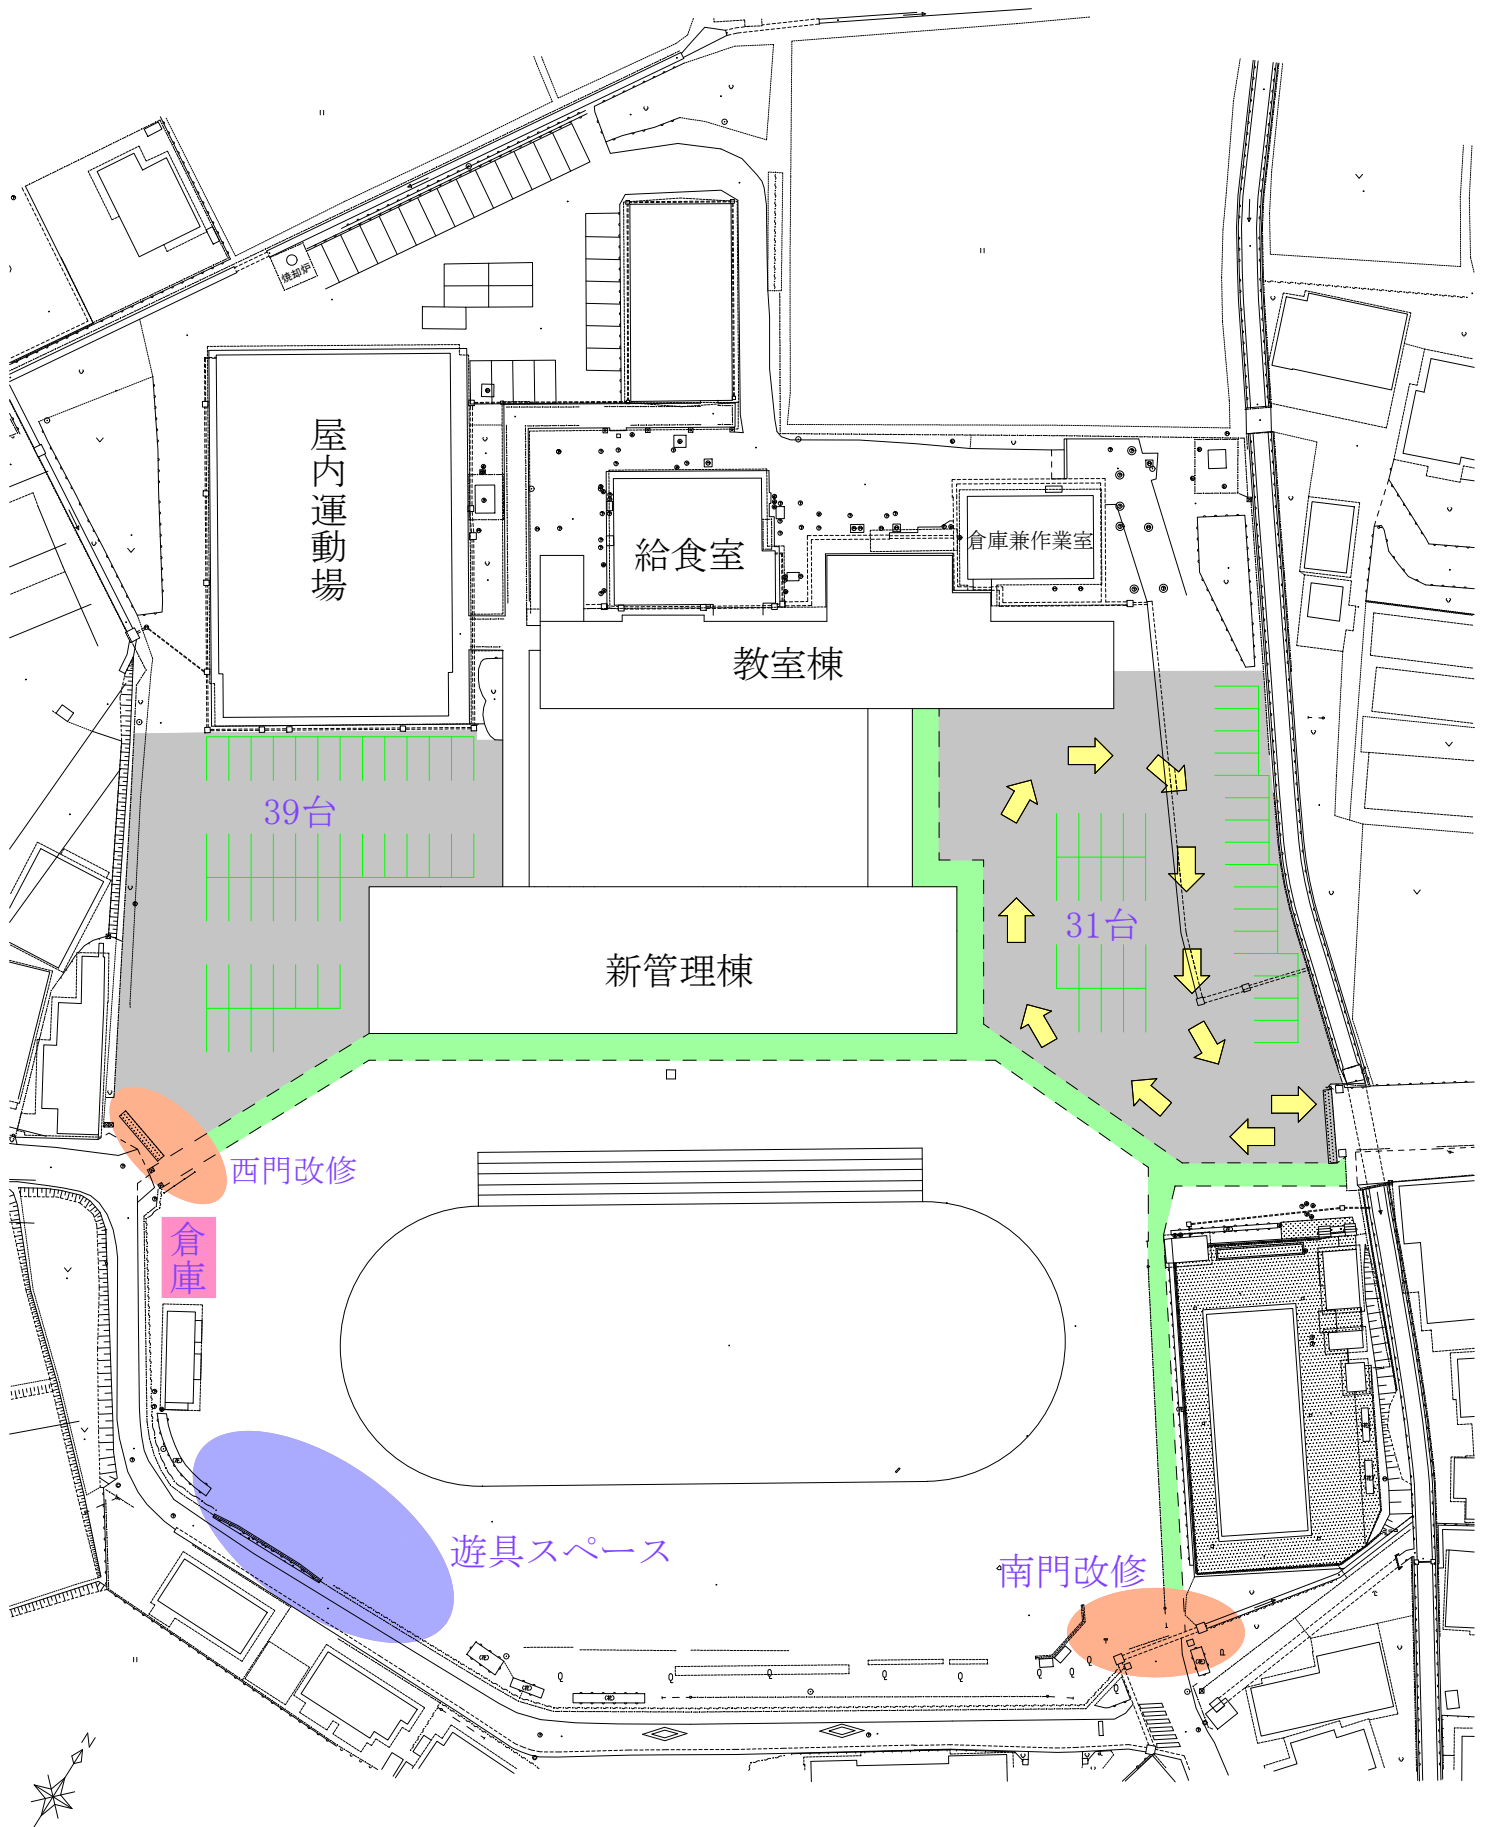 焼却炉
屋内運動場
給食室
倉庫兼作業室
教室棟
39台
31台
新管理棟
西門改修
倉庫
遊具スペース
南門改修
N